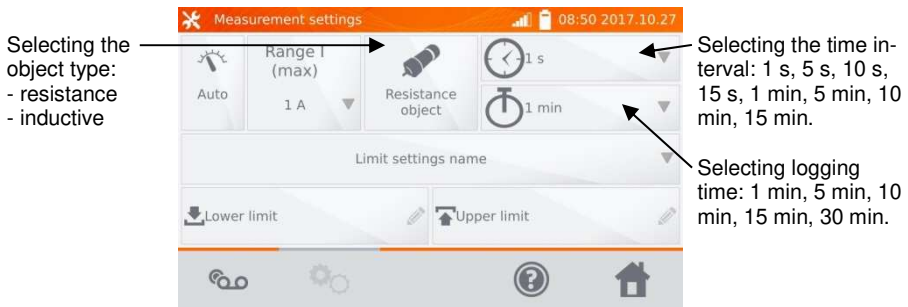 Selecting the
object type:
- resistance
- inductive
Measurement settings
08:50 2017.10.27
Auto
Range I
(max)
1 A
Resistance
object
1 s
1 min
Limit settings name
Lower limit
Upper limit
Selecting the time in-
terval: 1 s, 5 s, 10 s,
15 s, 1 min, 5 min, 10
min, 15 min.
Selecting logging
time: 1 min, 5 min, 10
min, 15 min, 30 min.